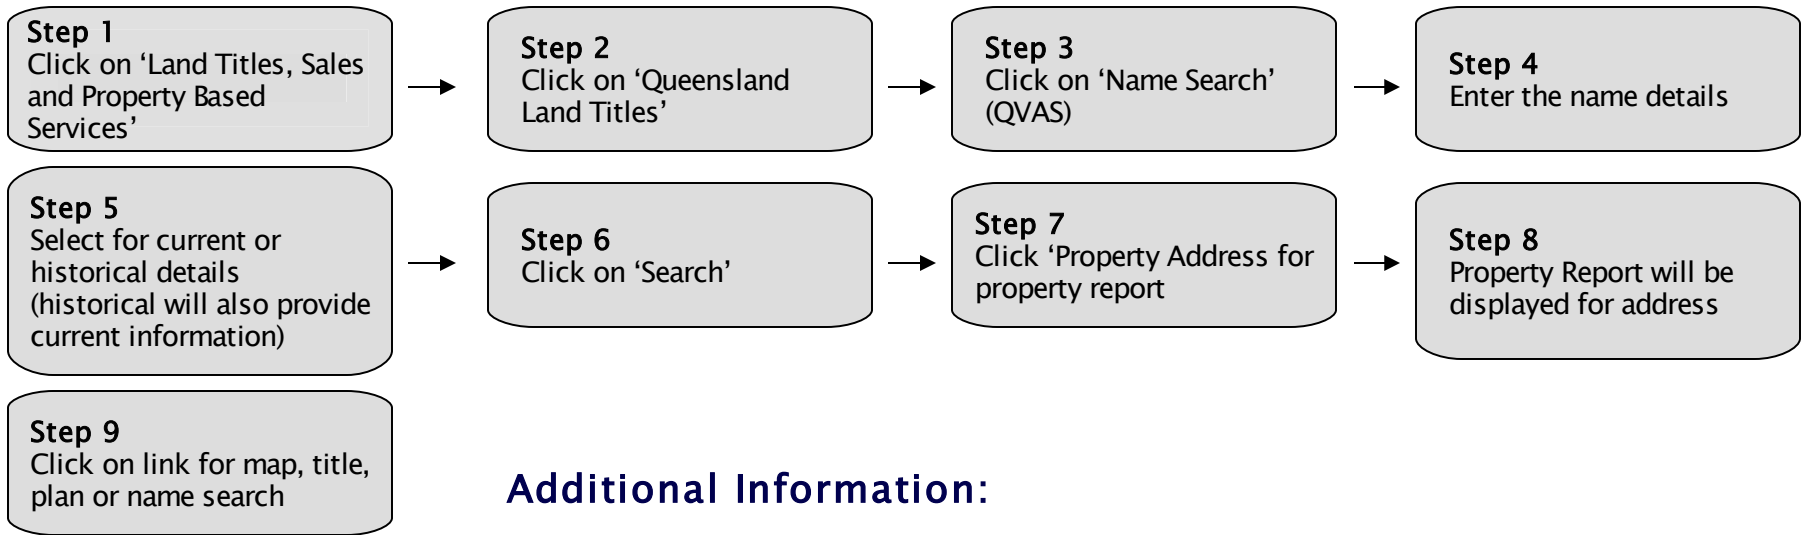 Step 1
Click on ‘Land Titles, Sales
and Property Based
Services’
Step 2
Click on ‘Queensland
Land Titles’
Step 3
Click on ‘Name Search’
(QVAS)
Step 4
Enter the name details
Step 5
Select for current or
historical details
(historical will also provide
current information)
Step 6
Click on ‘Search’
Step 7
Click ‘Property Address for
property report
Step 8
Property Report will be
displayed for address
Step 9
Click on link for map, title,
plan or name search
Additional Information: